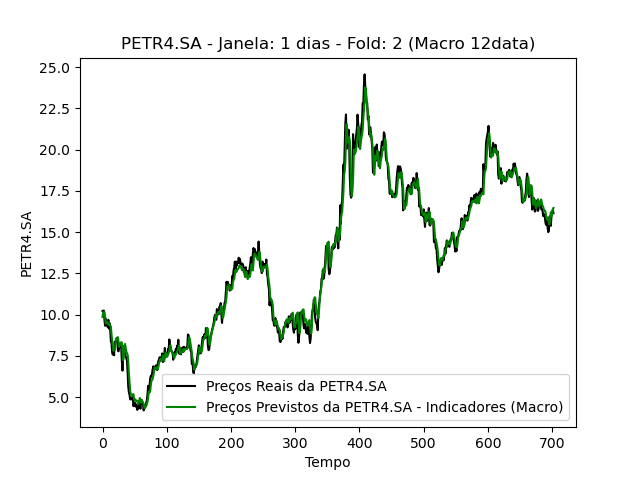 PETR4.SA - Janela: 1 dias - Fold: 2 (Macro 12data)
25.0
22.5
20.0
17.5
15.0
12.5
10.0
7.5
5.0
PETR4.SA
Preços Reais da PETR4.SA
Preços Previstos da PETR4.SA - Indicadores (Macro)
0 100 200 300 400 500 600 700
Tempo